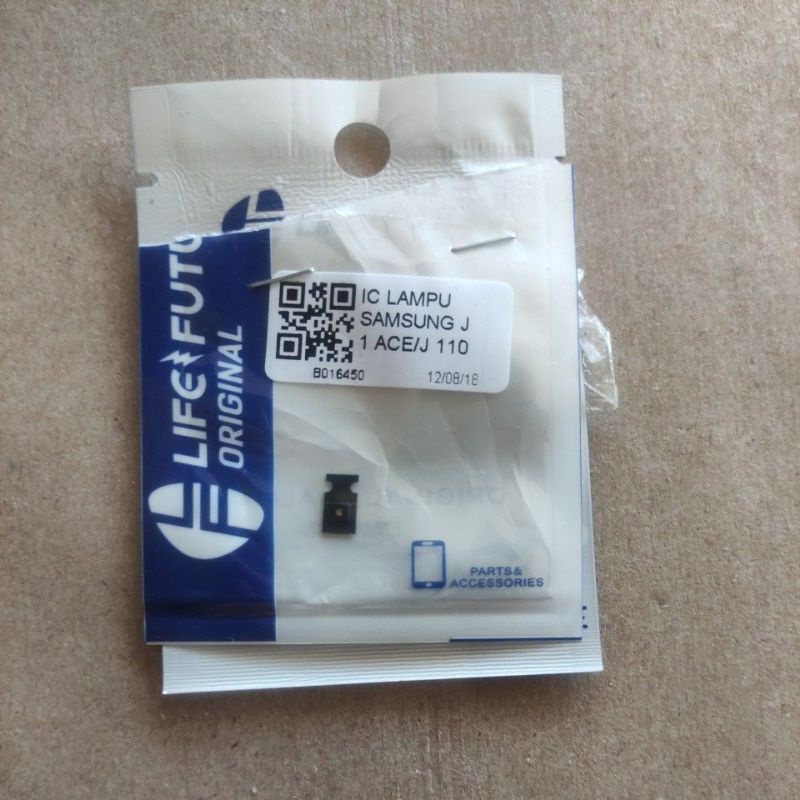 LIFE FUTU
ORIGINAL
IC LAMPU
SAMSUNG J
1 ACE/J 110
B016450
12/08/18
PARTS&
ACCESSORIES